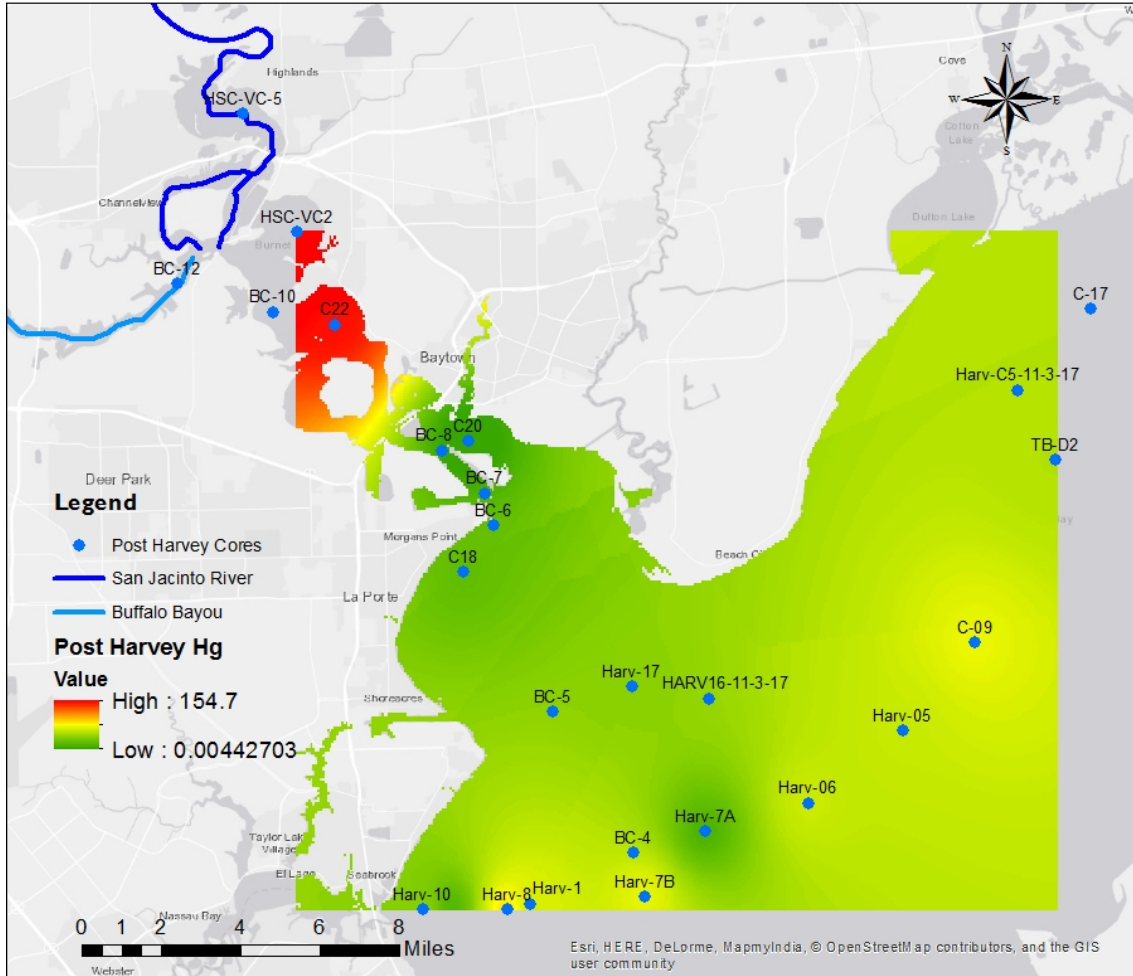 Highlands
HSC-VC-5
Cove
N
W
E
S
Cotton
Lake
Channelview
HSC-VC2
Burnet
Dutton Lake
BC-12
BC-10
C22
C-17
Baytown
Harv-C5-11-3-17
C20
BC-8
TB-D2
BC-7
Deer Park
Legend
BC-6
Bay
Post Harvey Cores
Morgans Point
Beach
C18
San Jacinto River
La Porte
Buffalo Bayou
Post Harvey Hg
C-09
Value
Harv-17
HARV16-11-3-17
High : 154.7
Shoreacres
BC-5
Harv-05
Low : 0.00442703
Harv-06
Harv-7A
Taylor Lake
Village
BC-4
El Lago
Seabrook
Harv-7B
Harv-10
Harv-8
Harv-1
Nassau Bay
0 1 2 4 6 8
Miles
Esri, HERE, DeLorme, MapmyIndia, © OpenStreetMap contributors, and the GIS
user community
Webster